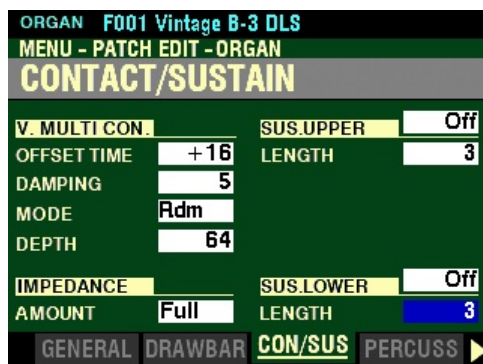 ORGAN F001 Vintage B-3 DLS
MENU - PATCH EDIT - ORGAN
CONTACT/SUSTAIN
V. MULTI CON. SUS.UPPER Off
OFFSET TIME +16 LENGTH 3
DAMPING 5
MODE Rdm
DEPTH 64
IMPEDANCE SUS.LOWER Off
AMOUNT Full LENGTH 3
GENERAL DRAWBAR CON/SUS PERCUSS